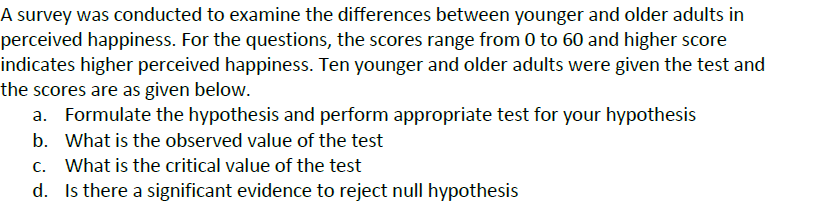 A survey was conducted to examine the differences between younger and older adults in
perceived happiness. For the questions, the scores range from 0 to 60 and higher score
indicates higher perceived happiness. Ten younger and older adults were given the test and
the scores are as given below.
a. Formulate the hypothesis and perform appropriate test for your hypothesis
b. What is the observed value of the test
c. What is the critical value of the test
d. Is there a significant evidence to reject null hypothesis